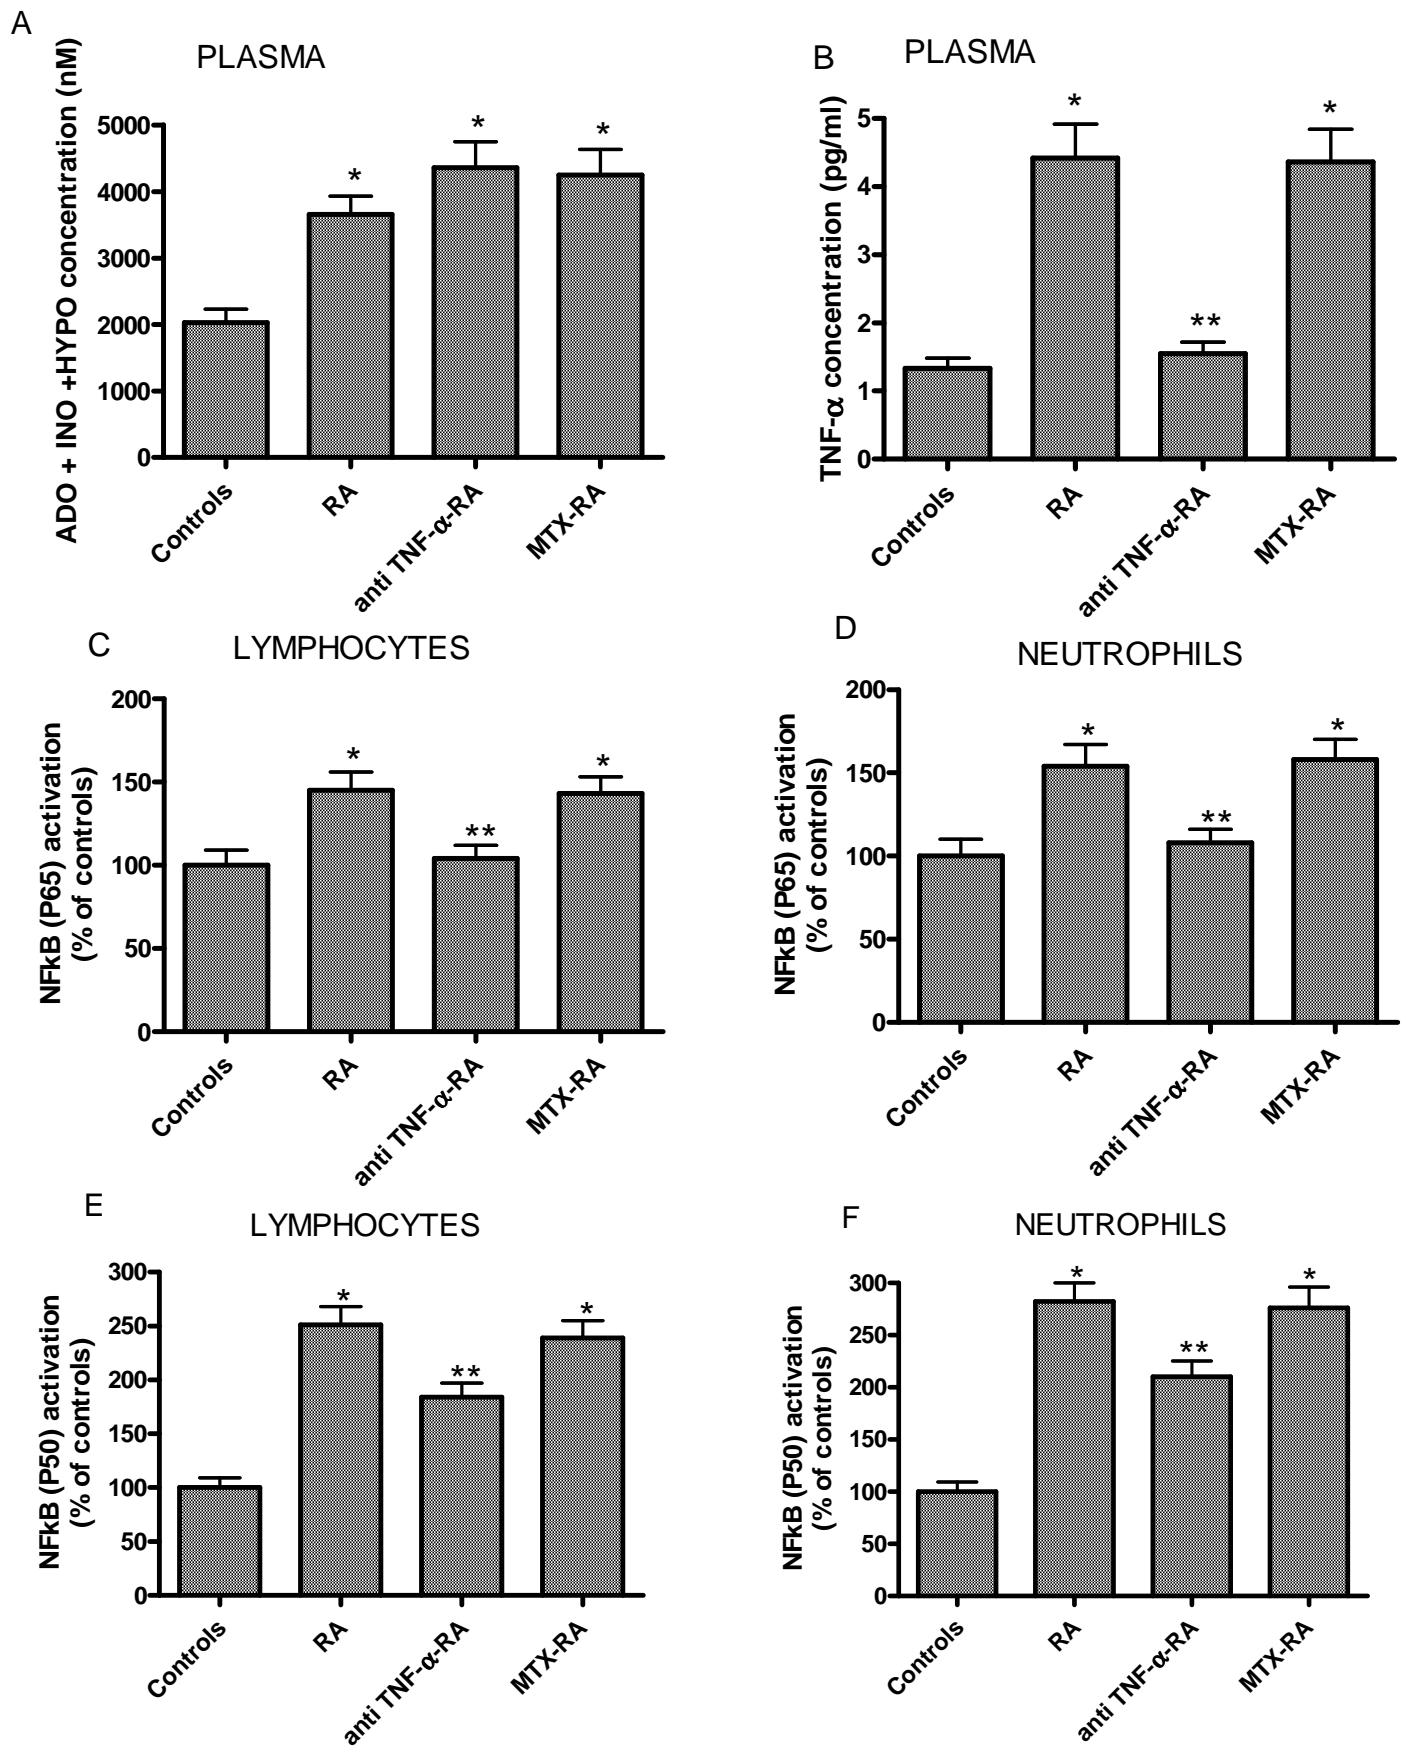 A
PLASMA
ADO + INO +HYPO concentration (nM)
5000
4000
3000
2000
1000
0
*
*
*
Controls
RA
anti TNF-α-RA
MTX-RA
B
PLASMA
TNF-α concentration (pg/ml)
5
4
3
2
1
0
*
**
*
Controls
RA
anti TNF-α-RA
MTX-RA
C
LYMPHOCYTES
NFkB (P65) activation
(% of controls)
200
150
100
50
0
*
**
*
Controls
RA
anti TNF-α-RA
MTX-RA
D
NEUTROPHILS
NFkB (P65) activation
(% of controls)
200
150
100
50
0
*
**
*
Controls
RA
anti TNF-α-RA
MTX-RA
E
LYMPHOCYTES
NFkB (P50) activation
(% of controls)
300
250
200
150
100
50
0
*
**
*
Controls
RA
anti TNF-α-RA
MTX-RA
F
NEUTROPHILS
NFkB (P50) activation
(% of controls)
300
250
200
150
100
50
0
*
**
*
Controls
RA
anti TNF-α-RA
MTX-RA